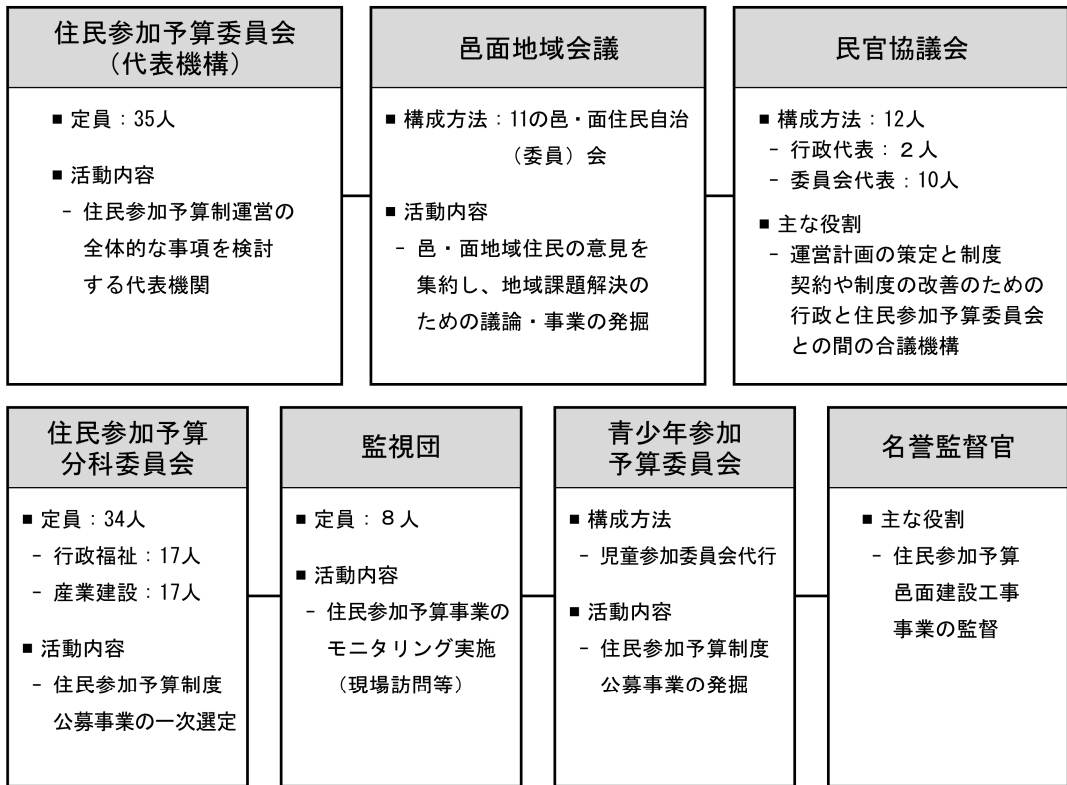 住民参加予算委員会
（代表機構）
■ 定員：35人
■ 活動内容
- 住民参加予算制運営の
全体的な事項を検討
する代表機関
邑面地域会議
■ 構成方法：11の邑・面住民自治
（委員）会
■ 活動内容
- 邑・面地域住民の意見を
集約し、地域課題解決の
ための議論・事業の発掘
民官協議会
■ 構成方法：12人
- 行政代表：２人
- 委員会代表：10人
■ 主な役割
- 運営計画の策定と制度
契約や制度の改善のための
行政と住民参加予算委員会
との間の合議機構
住民参加予算
分科委員会
■ 定員：34人
- 行政福祉：17人
- 産業建設：17人
■ 活動内容
- 住民参加予算制度
公募事業の一次選定
監視団
■ 定員：８人
■ 活動内容
- 住民参加予算事業の
モニタリング実施
（現場訪問等）
青少年参加
予算委員会
■ 構成方法
- 児童参加委員会代行
■ 活動内容
- 住民参加予算制度
公募事業の発掘
名誉監督官
■ 主な役割
- 住民参加予算
邑面建設工事
事業の監督